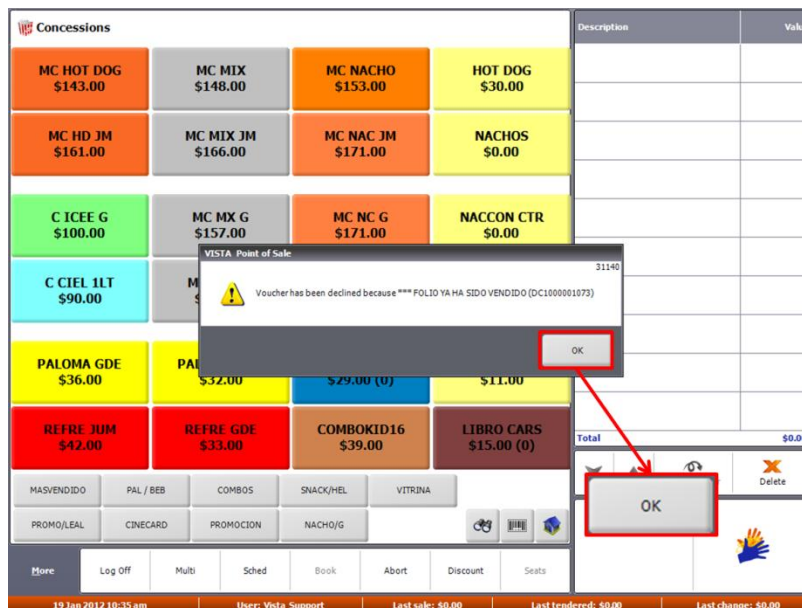 Concessions
Description Valu
MC HOT DOG
$143.00
MC MIX
$148.00
MC NACHO
$153.00
HOT DOG
$30.00
MC HD JM
$161.00
MC MIX JM
$166.00
MC NAC JM
$171.00
NACHOS
$0.00
C ICEE G
$100.00
MC MX G
$157.00
MC NC G
$171.00
NACCON CTR
$0.00
VISTA Point of Sale
31140
Voucher has been declined because *** FOLIO YA HA SIDO VENDIDO (DC1000001073)
OK
C CIEL 1LT
$90.00
M
$
PALOMA GDE
$36.00
PAL
$32.00
$29.00 (0)
$11.00
REFRE JUM
$42.00
REFRE GDE
$33.00
COMBOKID16
$39.00
LIBRO CARS
$15.00 (0)
Total $0.0
Delete
OK
MASVENDIDO PAL / BEB COMBOS SNACK/HEL VITRINA
PROMO/LEAL CINECARD PROMOCION NACHO/G
More Log Off Multi Sched Book Abort Discount Seats
19 Jan 2012 10:35 am User: Vista Support Last sale: $0.00 Last tendered: $0.00 Last change: $0.00